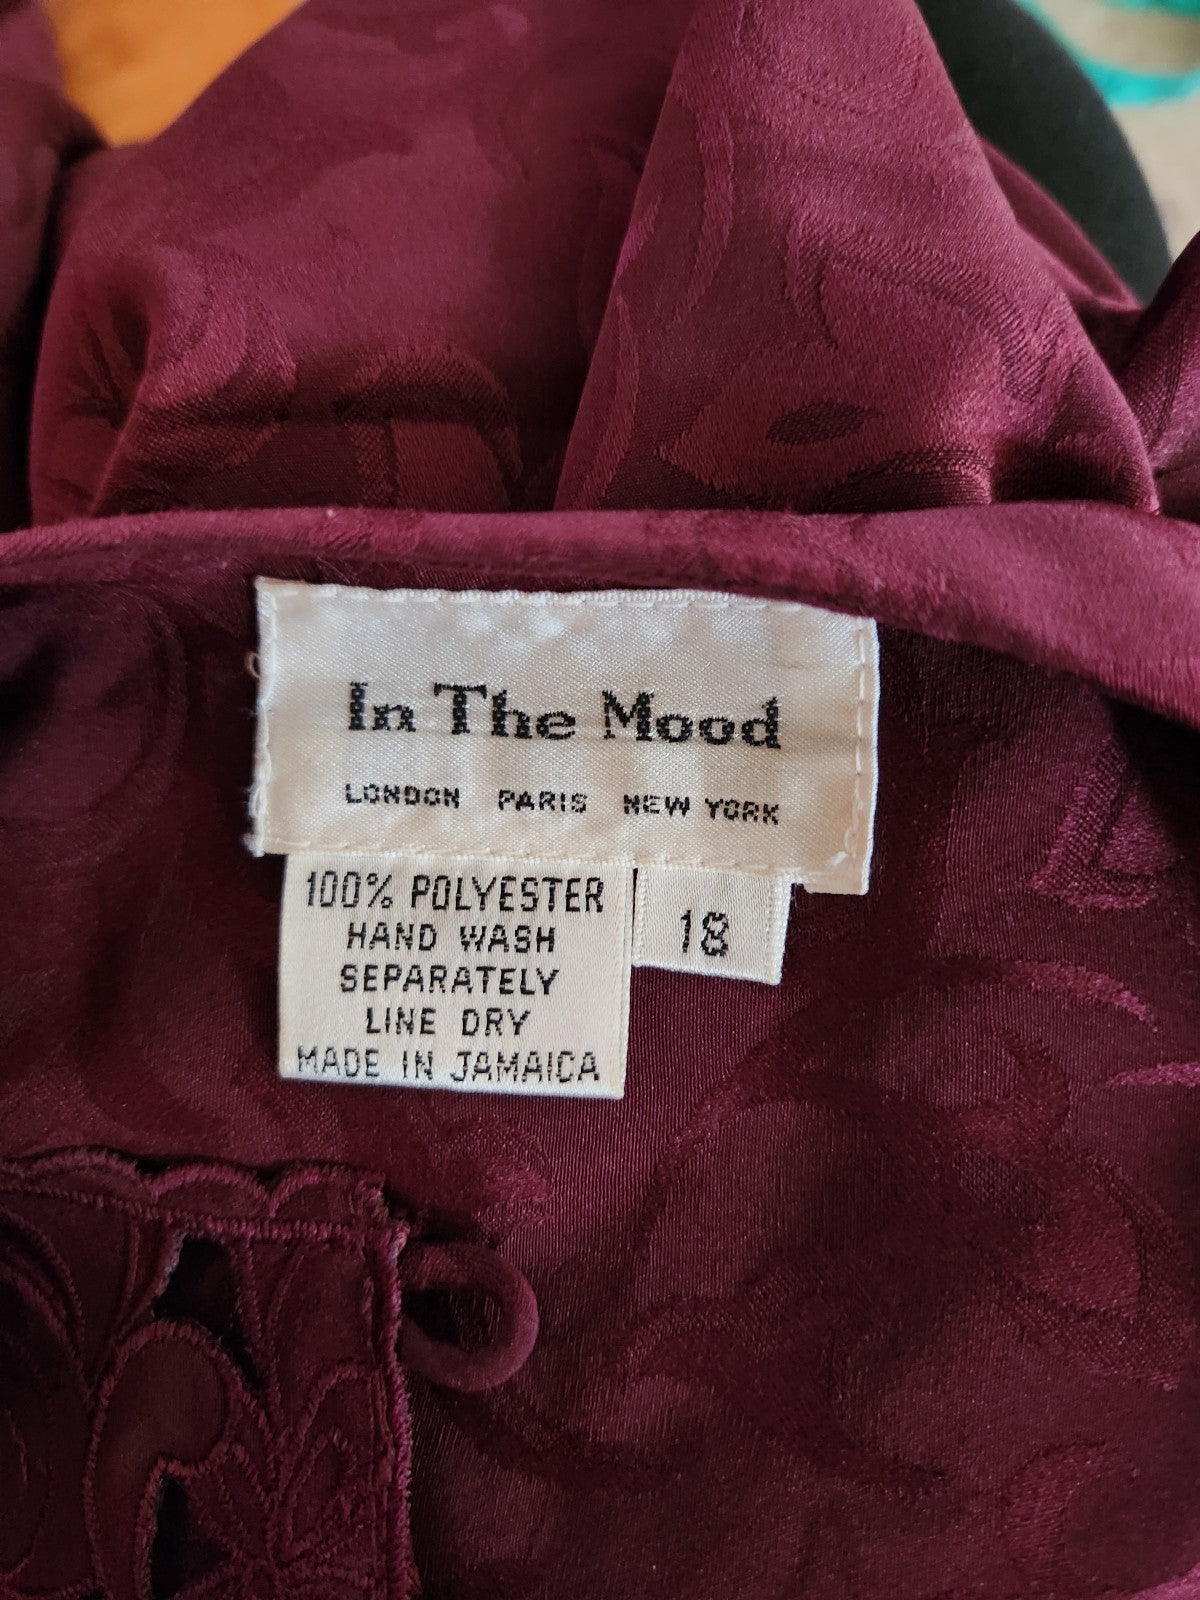 In The Mood
LONDON PARIS NEW YORK
100% POLYESTER
HAND WASH
SEPARATELY
LINE DRY
MADE IN JAMAICA
18